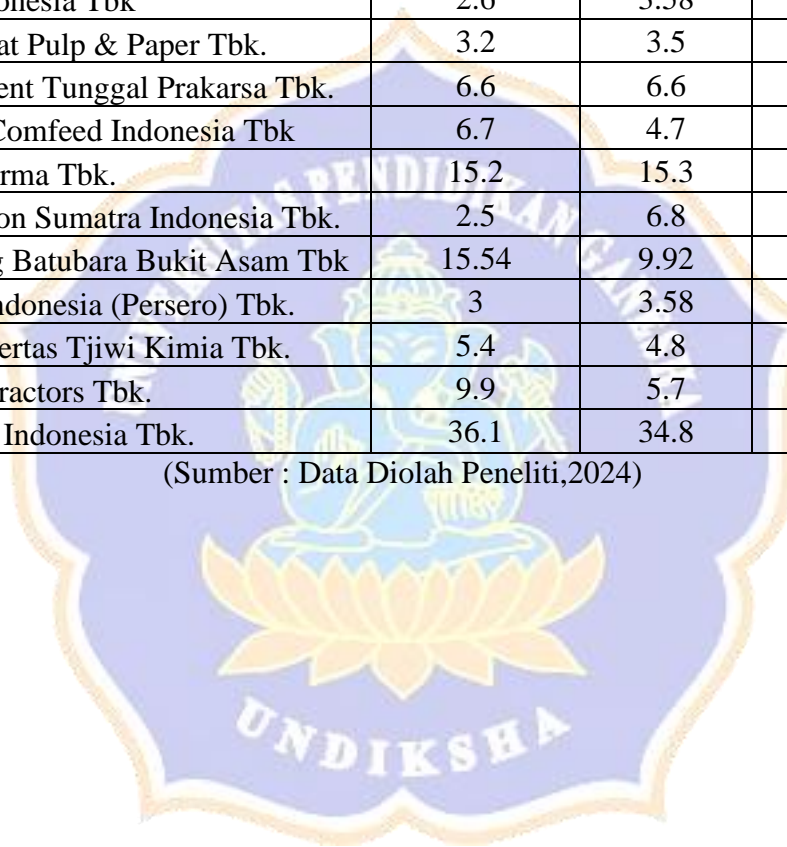 onesia Tbk 2.6 3.58
at Pulp & Paper Tbk. 3.2 3.5
ent Tunggal Prakarsa Tbk. 6.6 6.6
Comfeed Indonesia Tbk 6.7 4.7
rma Tbk. 15.2 15.3
on Sumatra Indonesia Tbk. 2.5 6.8
g Batubara Bukit Asam Tbk 15.54 9.92
ndonesia (Persero) Tbk. 3 3.58
ertas Tjiwi Kimia Tbk. 5.4 4.8
ractors Tbk. 9.9 5.7
Indonesia Tbk. 36.1 34.8
(Sumber : Data Diolah Peneliti,2024)
UNIVERSITAS PENDIDIKAN GANESHA
UNDIKSHA